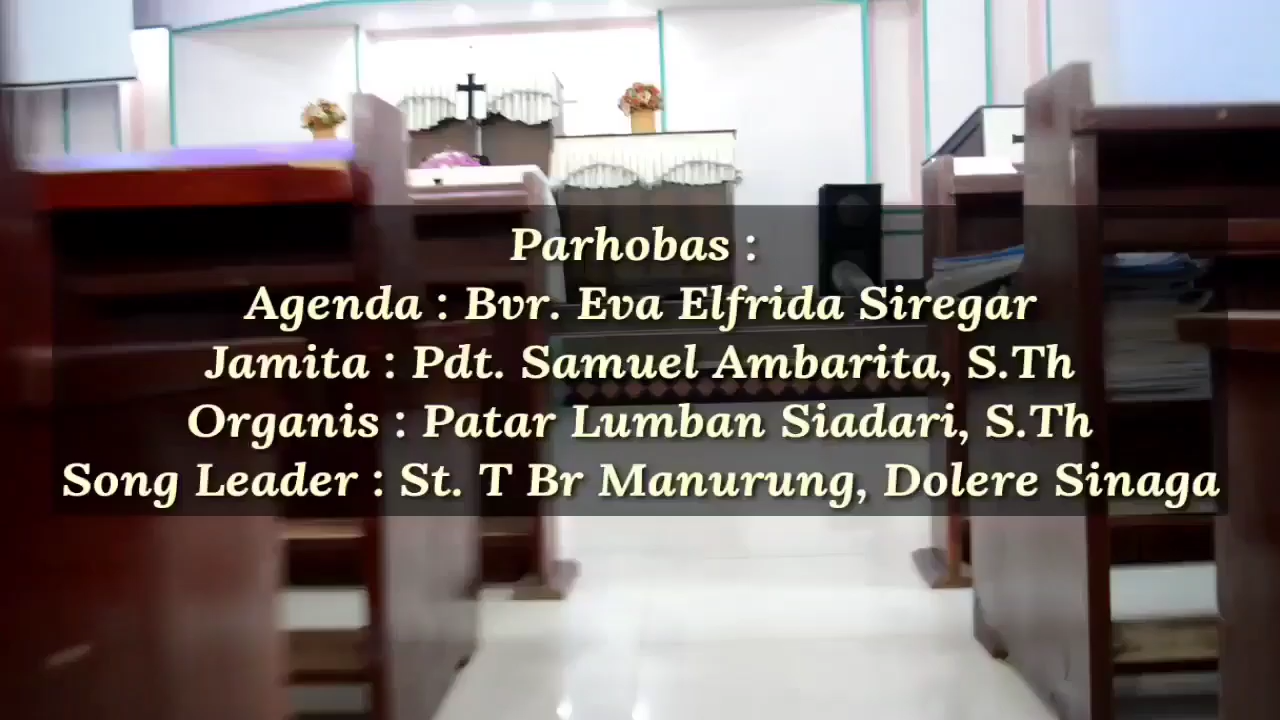 Parhobas :
Agenda : Bvr. Eva Elfrida Siregar
Jamita : Pdt. Samuel Ambarita, S.Th
Organis : Patar Lumban Siadari, S.Th
Song Leader : St. T Br Manurung, Dolere Sinaga